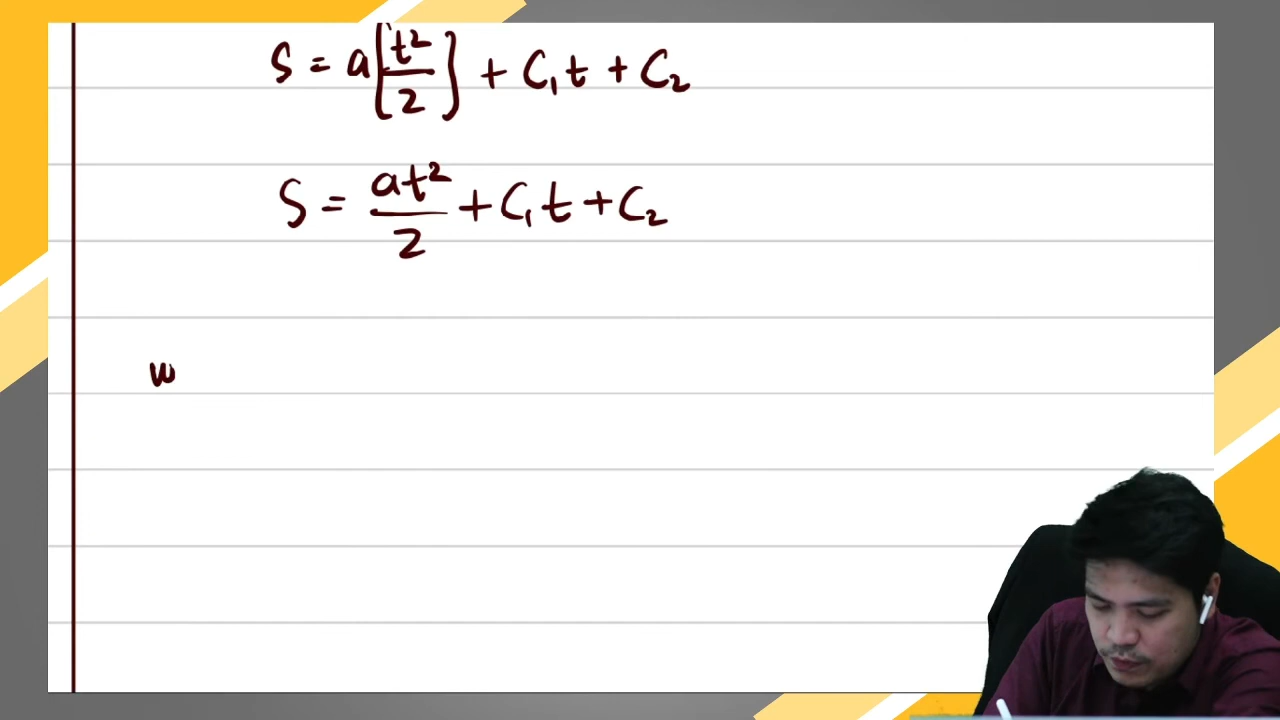 S = a[t²/2] + C₁t + C₂
S = at²/2 + C₁t + C₂
w